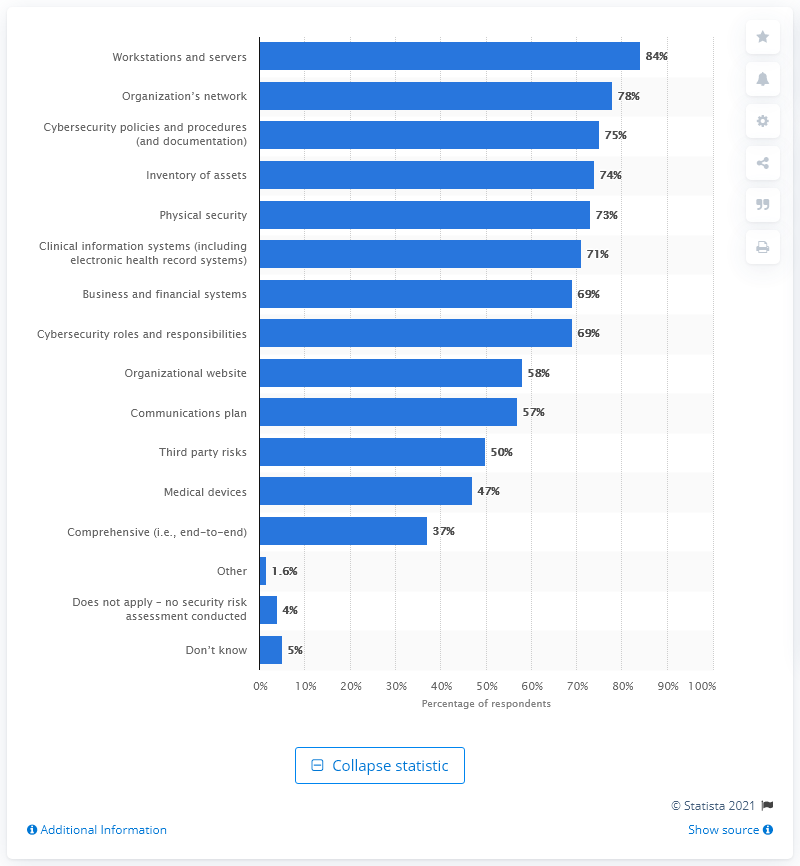 Workstations and servers
84%
Organization’s network
78%
Cybersecurity policies and procedures
(and documentation)
75%
Inventory of assets
74%
Physical security
73%
Clinical information systems (including
electronic health record systems)
71%
Business and financial systems
69%
Cybersecurity roles and responsibilities
69%
Organizational website
58%
Communications plan
57%
Third party risks
50%
Medical devices
47%
Comprehensive (i.e., end-to-end)
37%
Other
1.6%
Does not apply – no security risk
assessment conducted
4%
Don’t know
5%
0% 10% 20% 30% 40% 50% 60% 70% 80% 90% 100%
Percentage of respondents
Collapse statistic
© Statista 2021
Additional Information
Show source